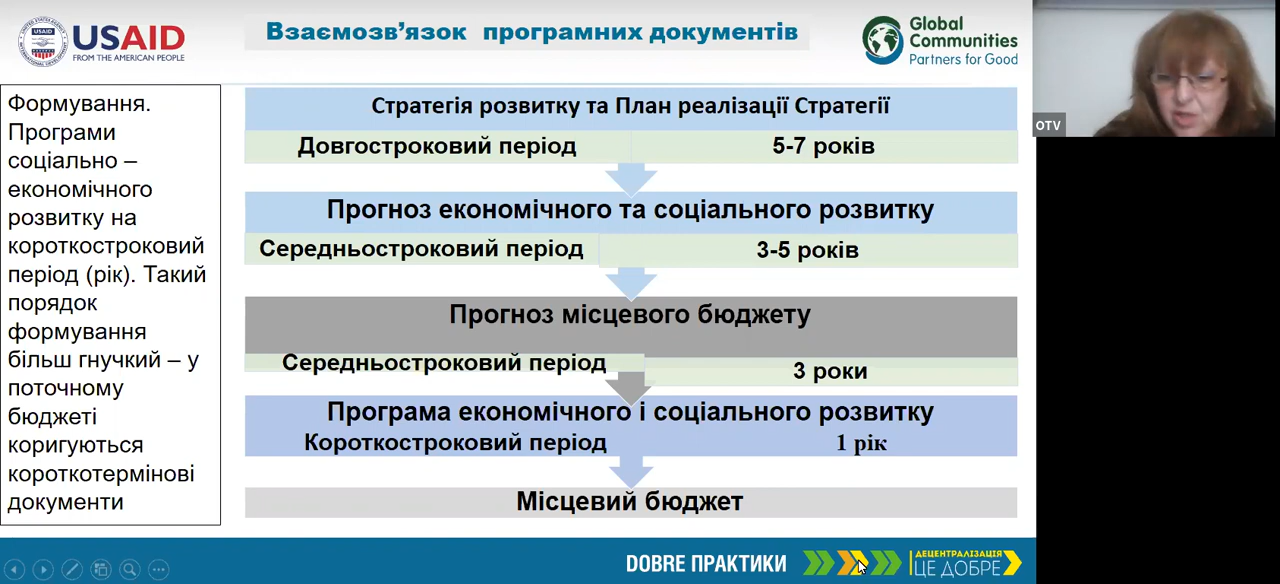 USAID
USAID
FROM THE AMERICAN PEOPLE
Взаємозв’язок програмних документів
Global
Communities
Partners for Good
OTV
Формування.
Програми
соціально –
економічного
розвитку на
короткостроковий
період (рік). Такий
порядок
формування
більш гнучкий – у
поточному
бюджеті
коригуються
короткотермінові
документи
Стратегія розвитку та План реалізації Стратегії
Довгостроковий період 5-7 років
Прогноз економічного та соціального розвитку
Середньостроковий період 3-5 років
Прогноз місцевого бюджету
Середньостроковий період 3 роки
Програма економічного і соціального розвитку
Короткостроковий період 1 рік
Місцевий бюджет
DOBRE ПРАКТИКИ
ДЕЦЕНТРАЛІЗАЦІЯ
ЦЕ ДОБРЕ